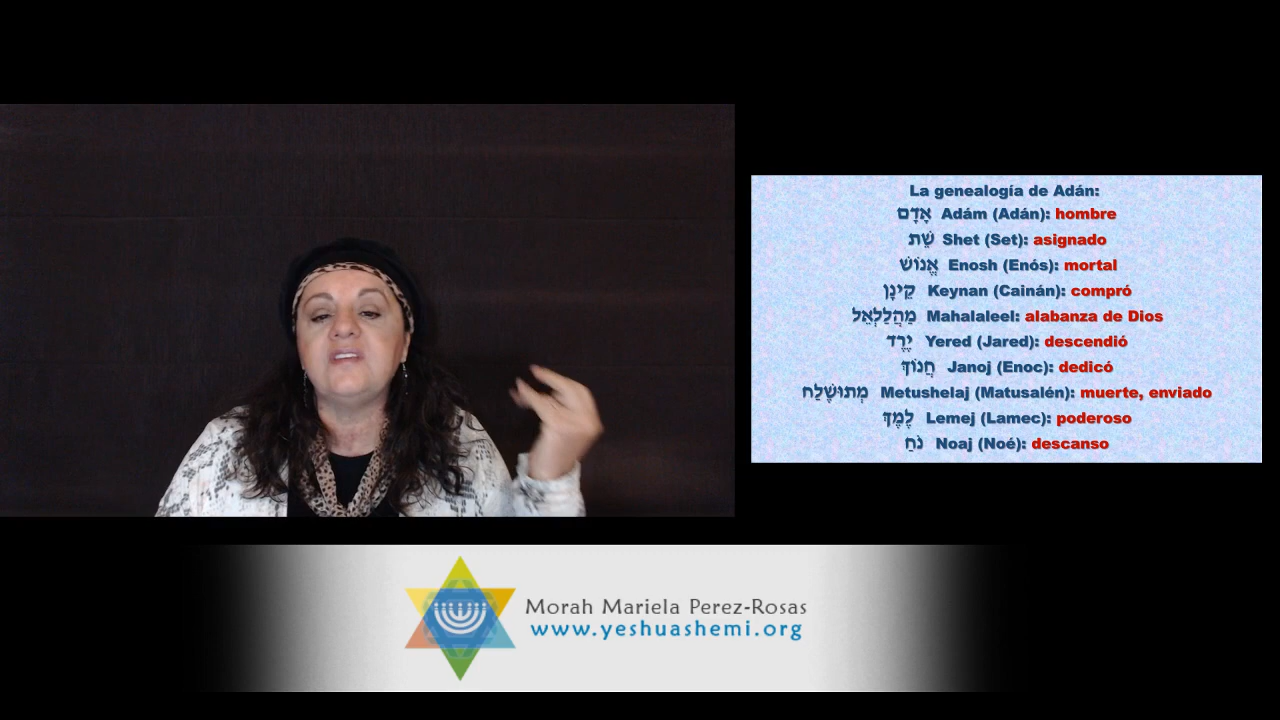 La genealogía de Adán:
אָדָם Adám (Adán): hombre
שֵׁת Shet (Set): asignado
אֱנוֹשׁ Enosh (Enós): mortal
קֵינָן Keynan (Cainán): compró
מַהֲלַלְאֵל Mahalaleel: alabanza de Dios
יֶרֶד Yered (Jared): descendió
חֲנוֹךְ Janoj (Enoc): dedicó
מְתוּשֶׁלַח Metushelaj (Matusalén): muerte, enviado
לֶמֶךְ Lemej (Lamec): poderoso
נֹחַ Noaj (Noé): descanso
Morah Mariela Perez-Rosas
www.yeshuashemi.org